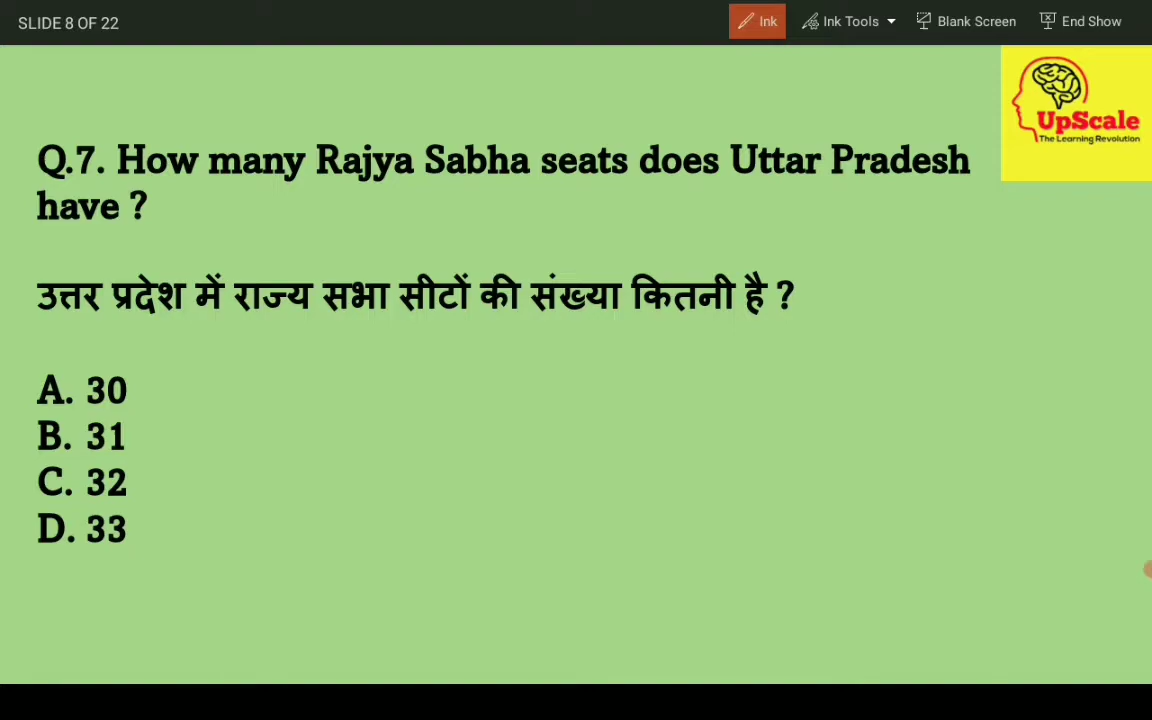 SLIDE 8 OF 22
Ink
Ink Tools
Blank Screen
End Show
UpScale
The Learning Revolution
Q.7. How many Rajya Sabha seats does Uttar Pradesh
have ?
उत्तर प्रदेश में राज्य सभा सीटों की संख्या कितनी है ?
A. 30
B. 31
C. 32
D. 33